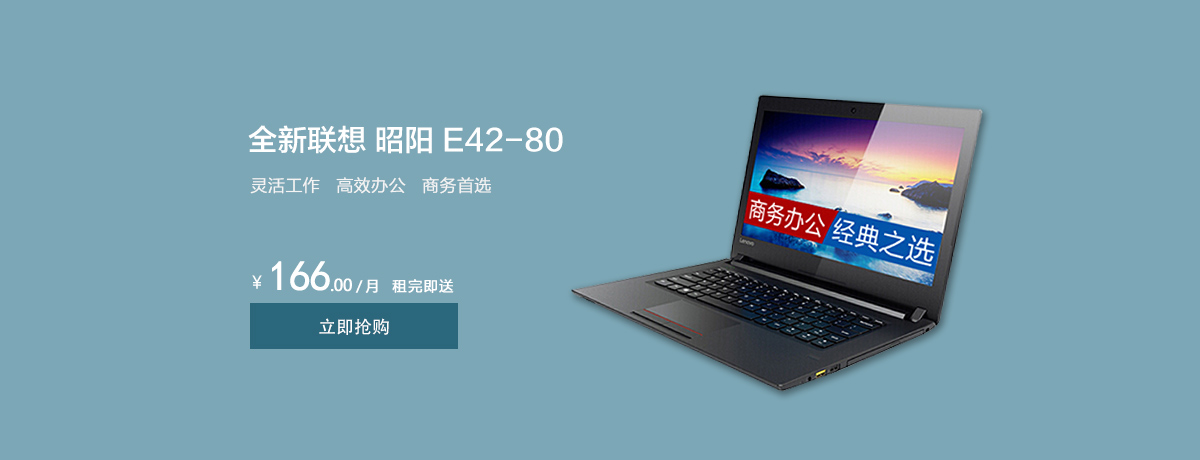 全新联想 昭阳 E42-80
灵活工作 高效办公 商务首选
¥ 166.00 / 月 租完即送
立即抢购
商务办公
经典之选
Lenovo